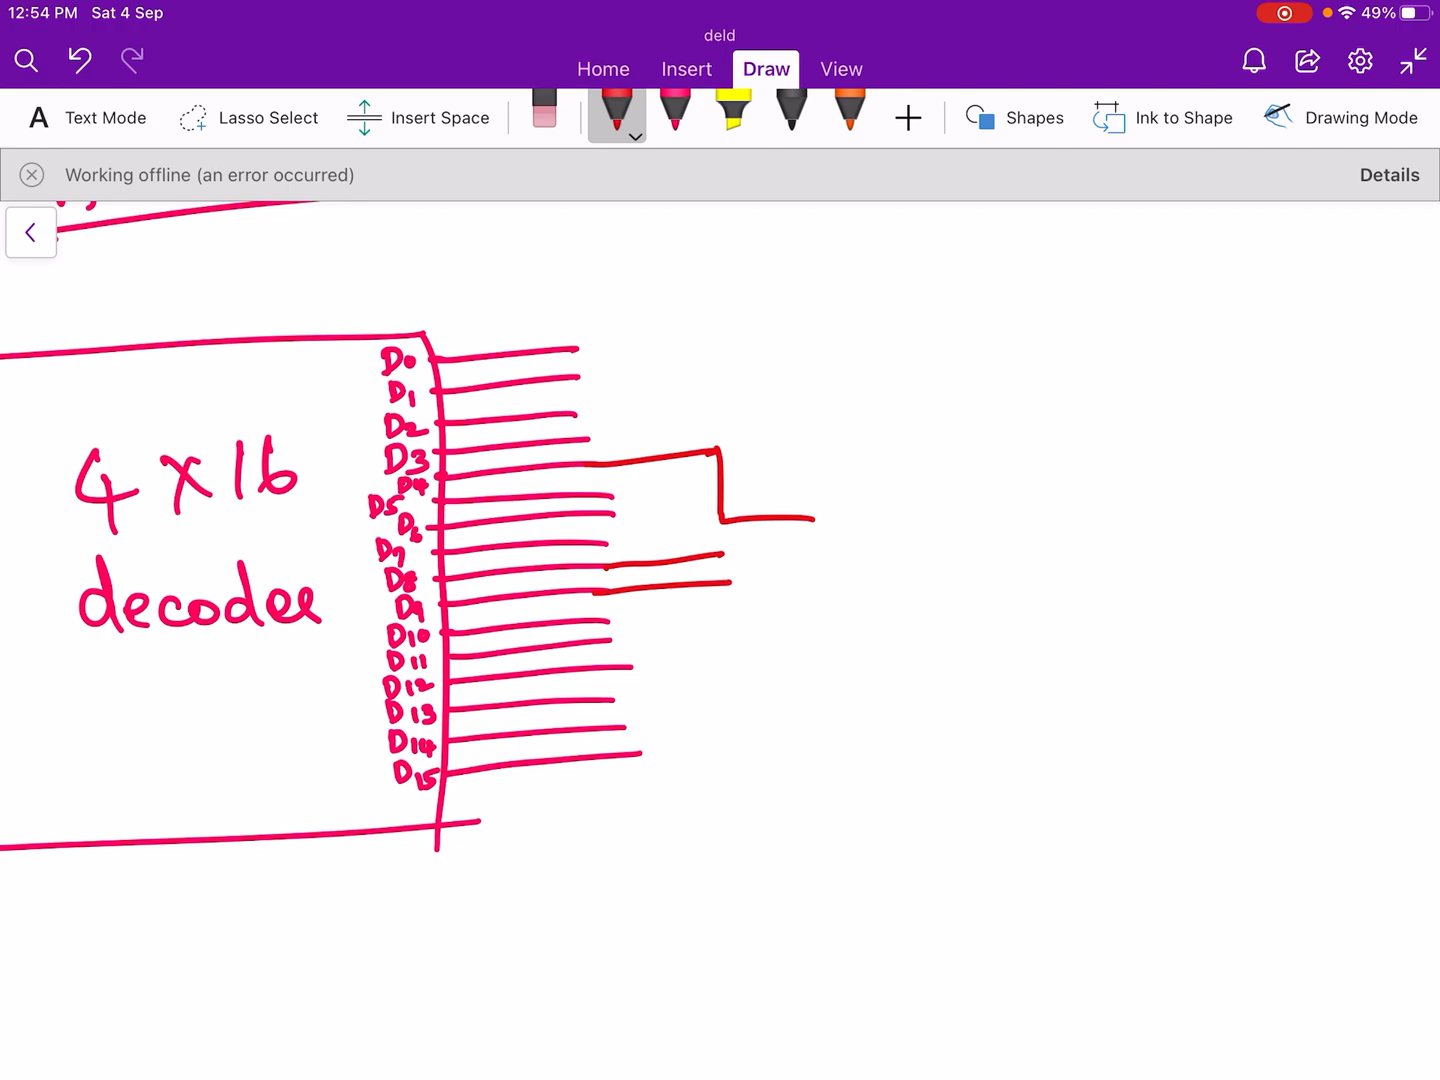 12:54 PM Sat 4 Sep
49%
deld
Home Insert Draw View
A Text Mode Lasso Select Insert Space Shapes Ink to Shape Drawing Mode
Working offline (an error occurred) Details
4 x 16
decoder
D0
D1
D2
D3
D4
D5
D6
D7
D8
D9
D10
D11
D12
D13
D14
D15